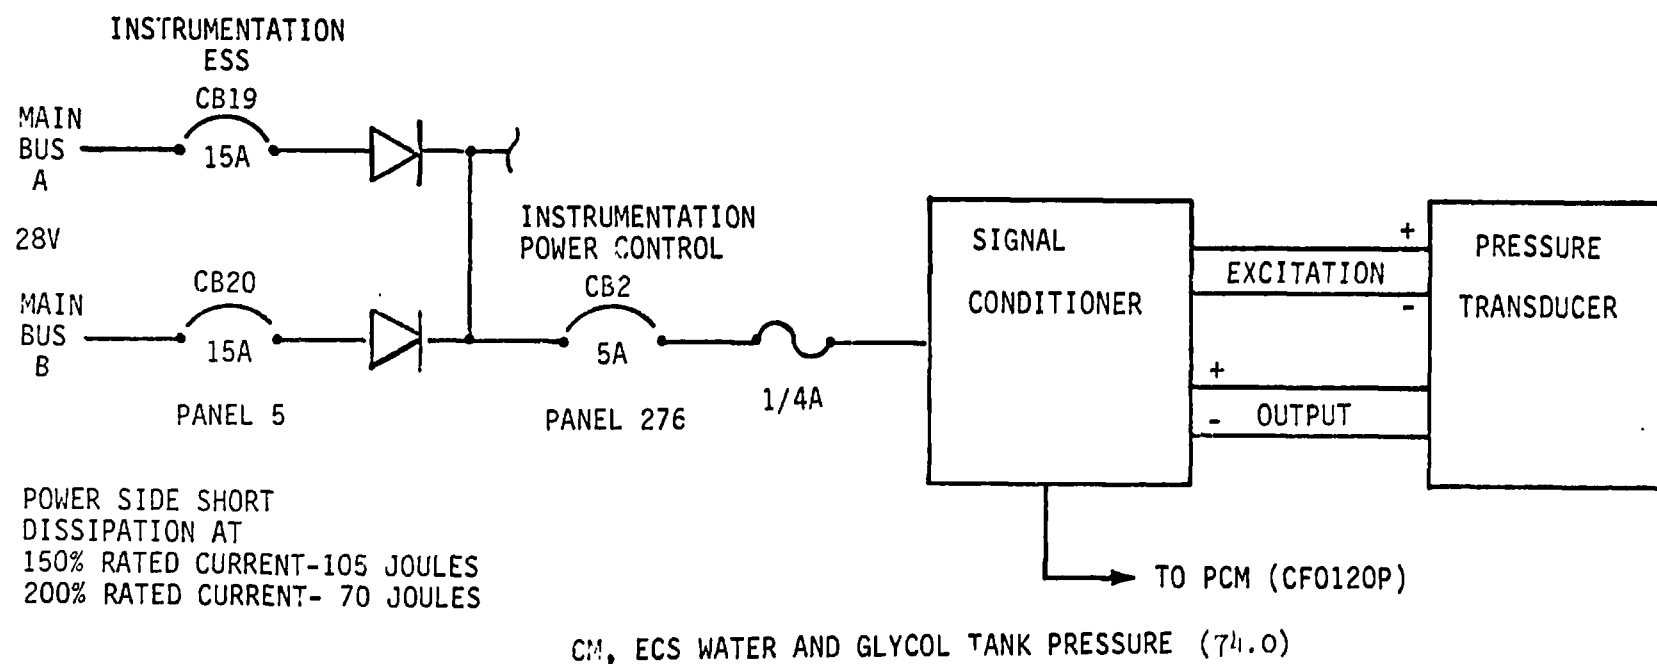 INSTRUMENTATION
ESS
CB19
MAIN
BUS
A
15A
28V
INSTRUMENTATION
POWER CONTROL
CB20
CB2
MAIN
BUS
B
15A
5A
1/4A
PANEL 5
PANEL 276
SIGNAL
CONDITIONER
+
EXCITATION
-
+
OUTPUT
-
PRESSURE
TRANSDUCER
POWER SIDE SHORT
DISSIPATION AT
150% RATED CURRENT-105 JOULES
200% RATED CURRENT- 70 JOULES
TO PCM (CF0120P)
CM, ECS WATER AND GLYCOL TANK PRESSURE (74.0)